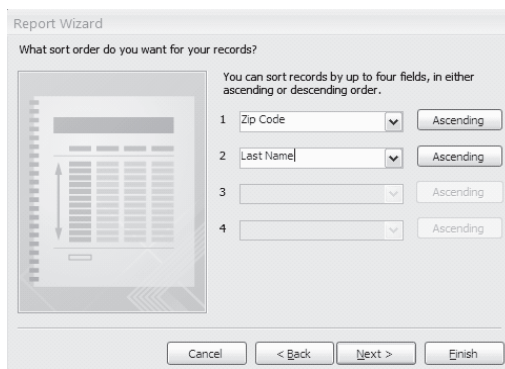 Report Wizard
What sort order do you want for your records?
You can sort records by up to four fields, in either
ascending or descending order.
1 Zip Code Ascending
2 Last Name Ascending
3 Ascending
4 Ascending
Cancel < Back Next > Finish